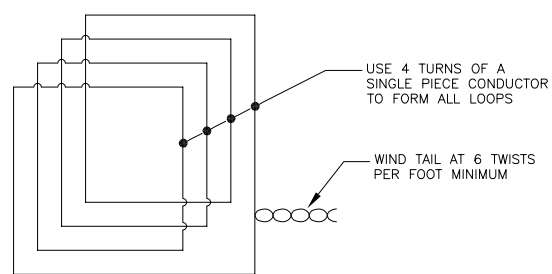 USE 4 TURNS OF A
SINGLE PIECE CONDUCTOR
TO FORM ALL LOOPS
WIND TAIL AT 6 TWISTS
PER FOOT MINIMUM